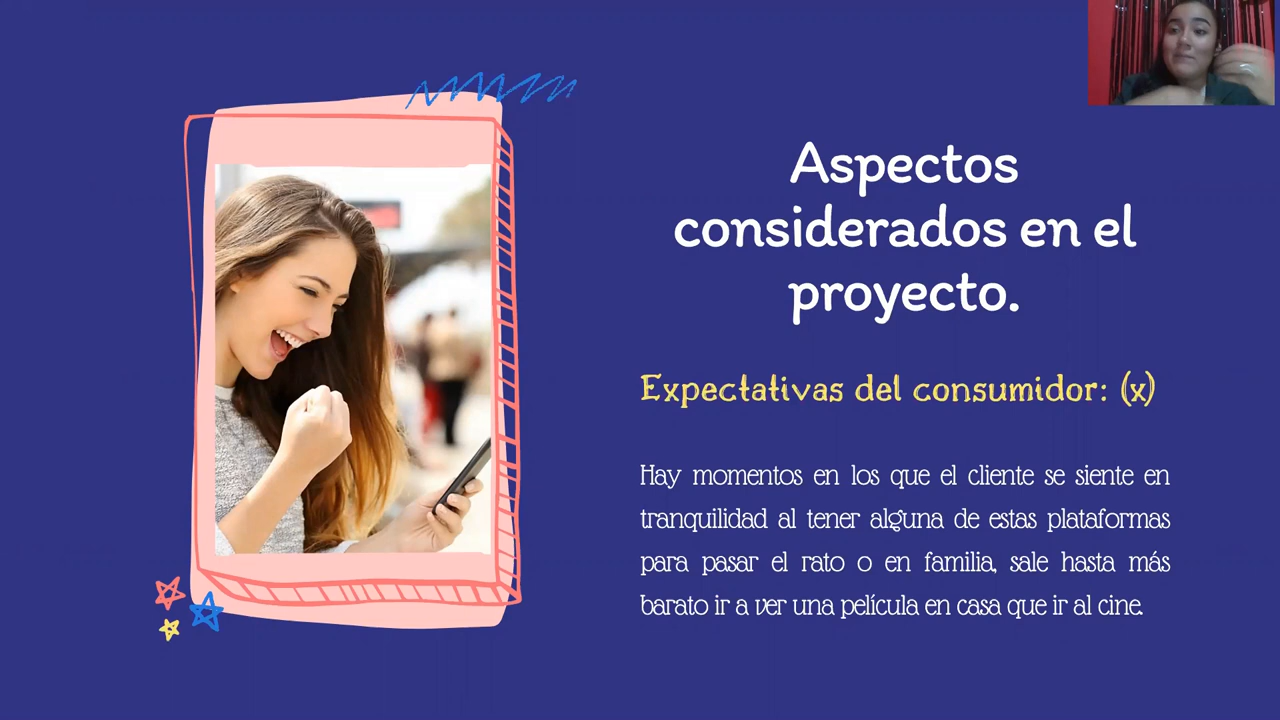 Aspectos
considerados en el
proyecto.
Expectativas del consumidor: (x)
Hay momentos en los que el cliente se siente en
tranquilidad al tener alguna de estas plataformas
para pasar el rato o en familia, sale hasta más
barato ir a ver una película en casa que ir al cine.